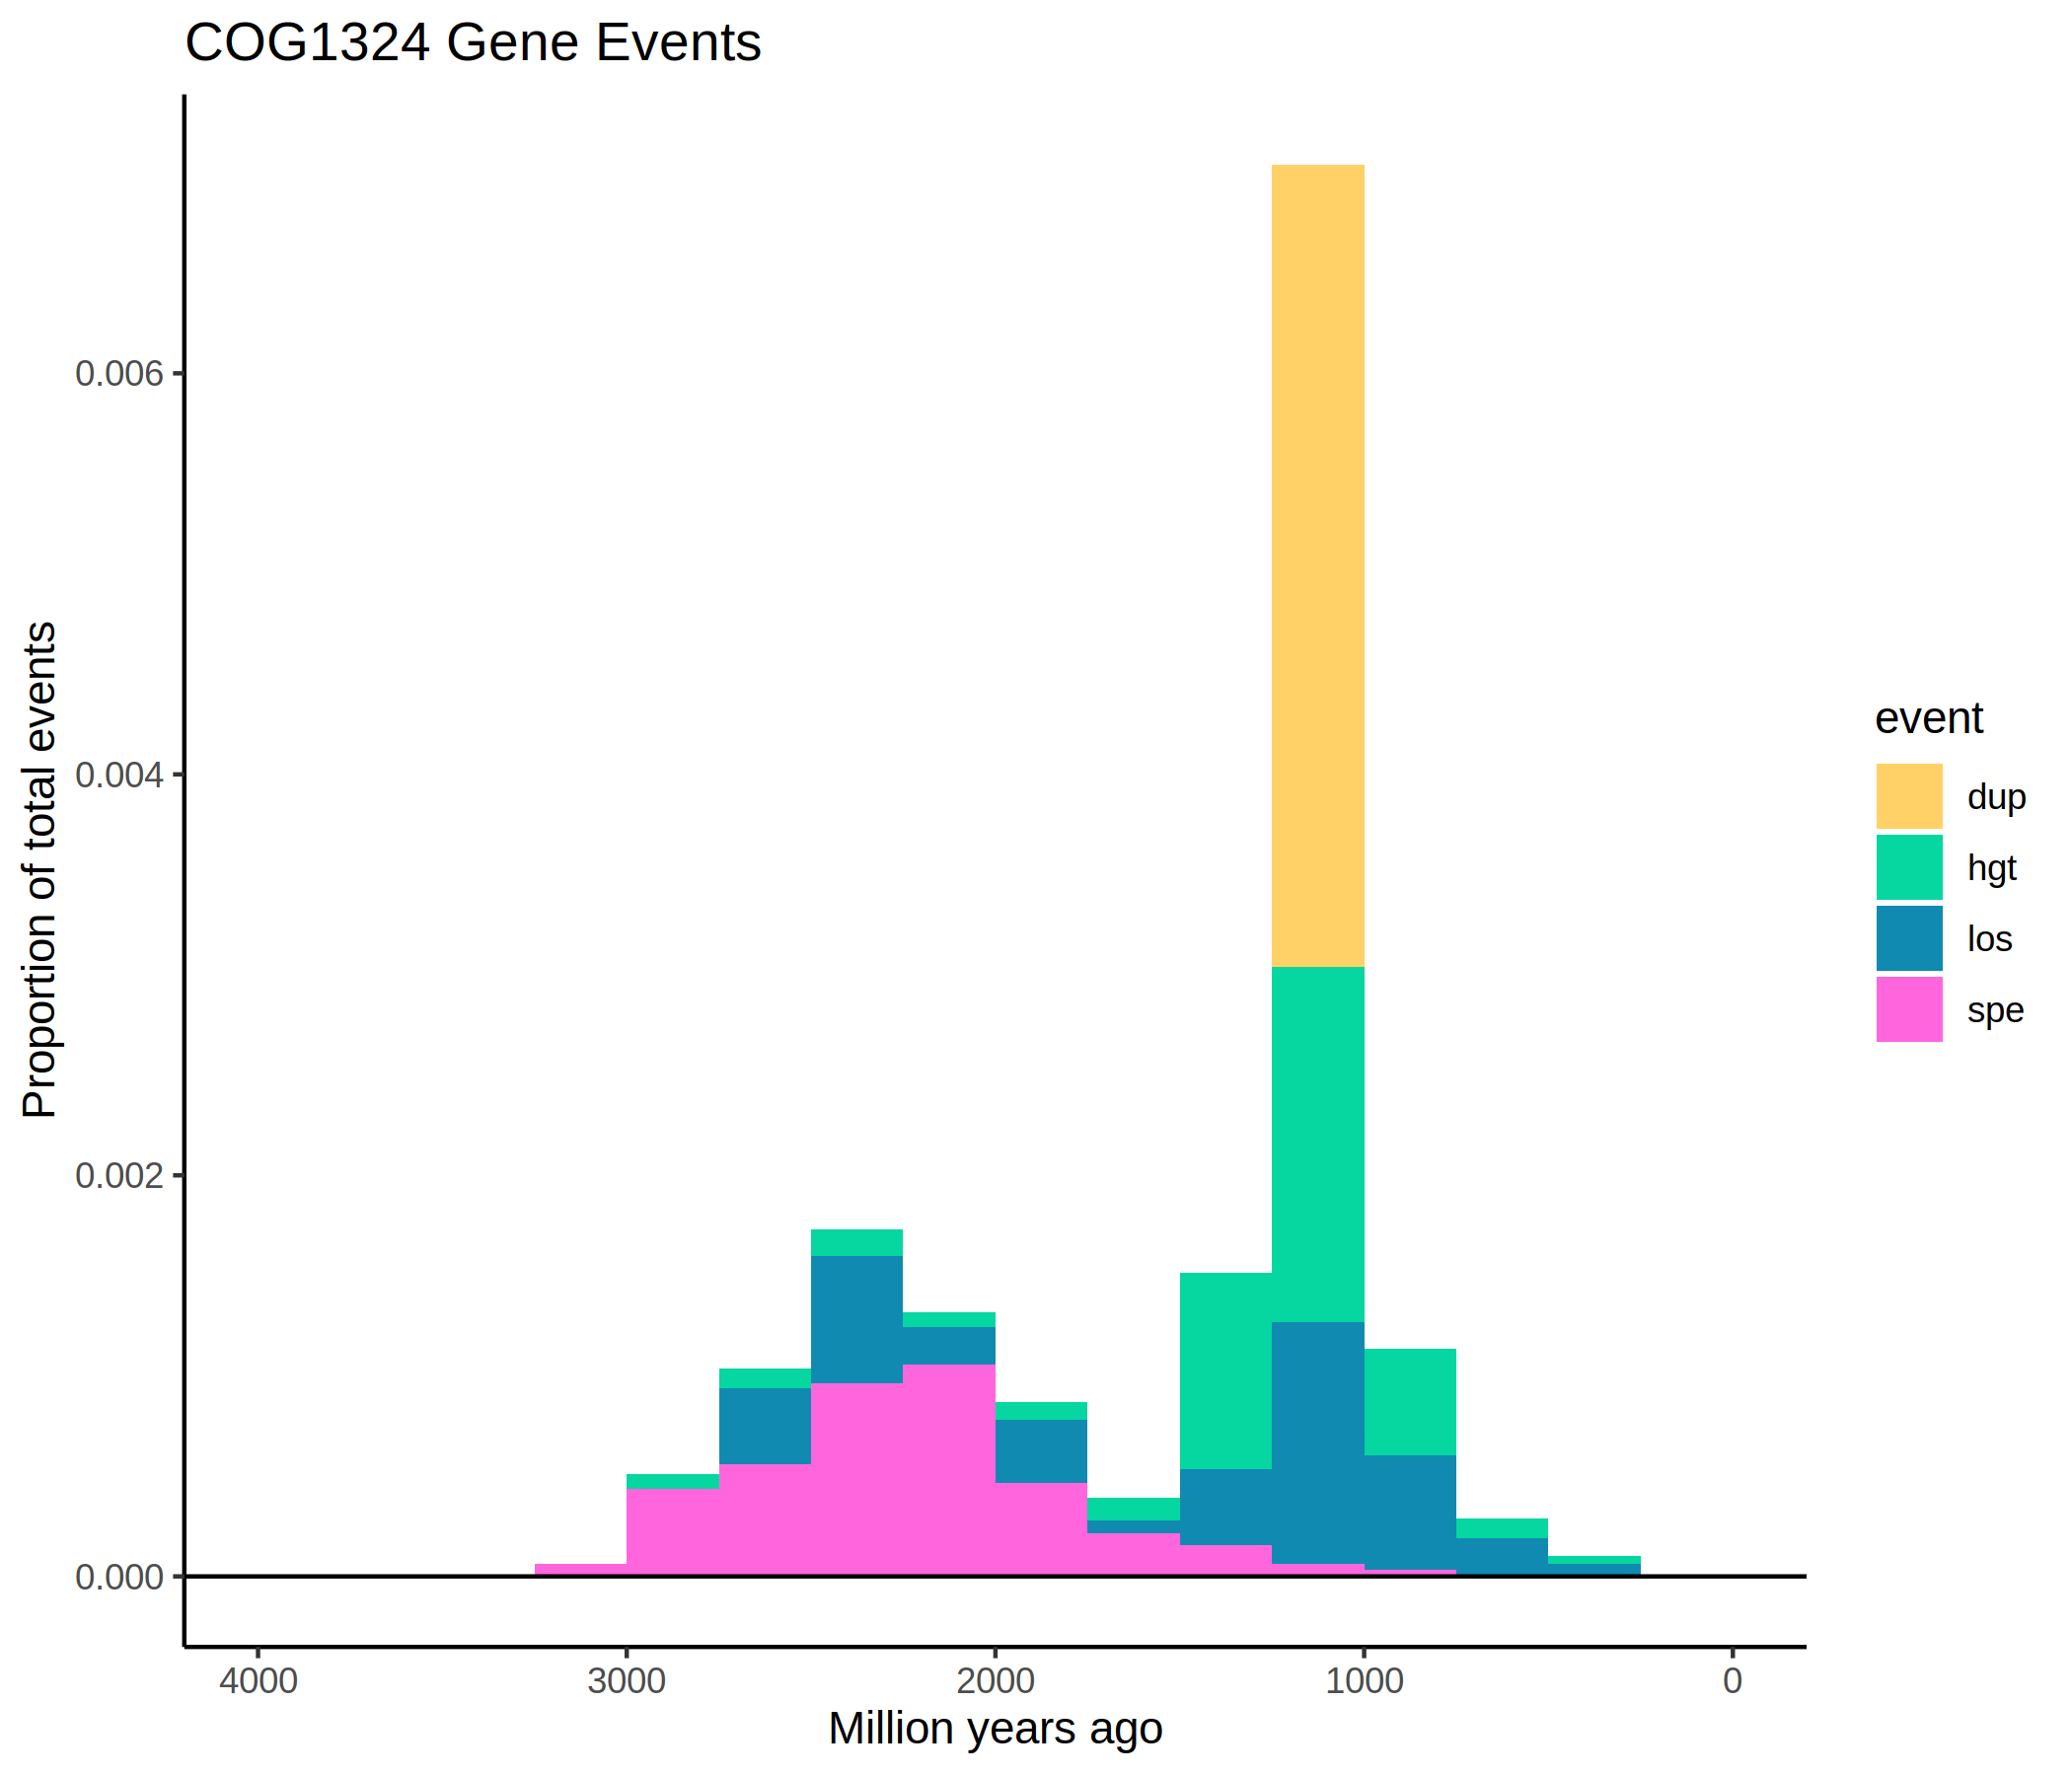 COG1324 Gene Events
Proportion of total events
0.006
0.004
0.002
0.000
4000
3000
2000
1000
0
Million years ago
event
dup
hgt
los
spe